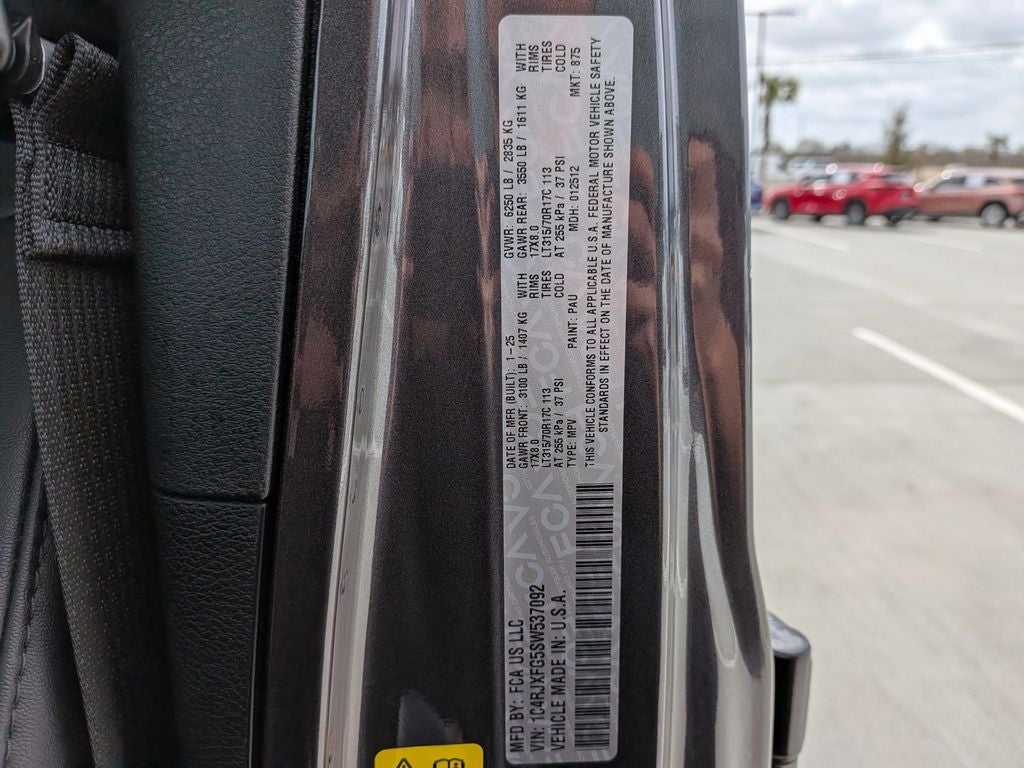 MFD BY: FCA US LLC
DATE OF MFR (BUILT): 1-25
GVWR: 6250 LB / 2835 KG
GAWR FRONT: 3100 LB / 1407 KG WITH
GAWR REAR: 3550 LB / 1611 KG WITH
17X8.0 RIMS
17X8.0 RIMS
LT315/70R17C 113 TIRES
LT315/70R17C 113 TIRES
AT 255 kPa / 37 PSI COLD
AT 255 kPa / 37 PSI COLD
VIN: 1C4RJXFG5SW537092
TYPE: MPV PAINT: PAU MDH: 012512 MKT: 875
VEHICLE MADE IN: U.S.A.
THIS VEHICLE CONFORMS TO ALL APPLICABLE U.S.A. FEDERAL MOTOR VEHICLE SAFETY
STANDARDS IN EFFECT ON THE DATE OF MANUFACTURE SHOWN ABOVE.